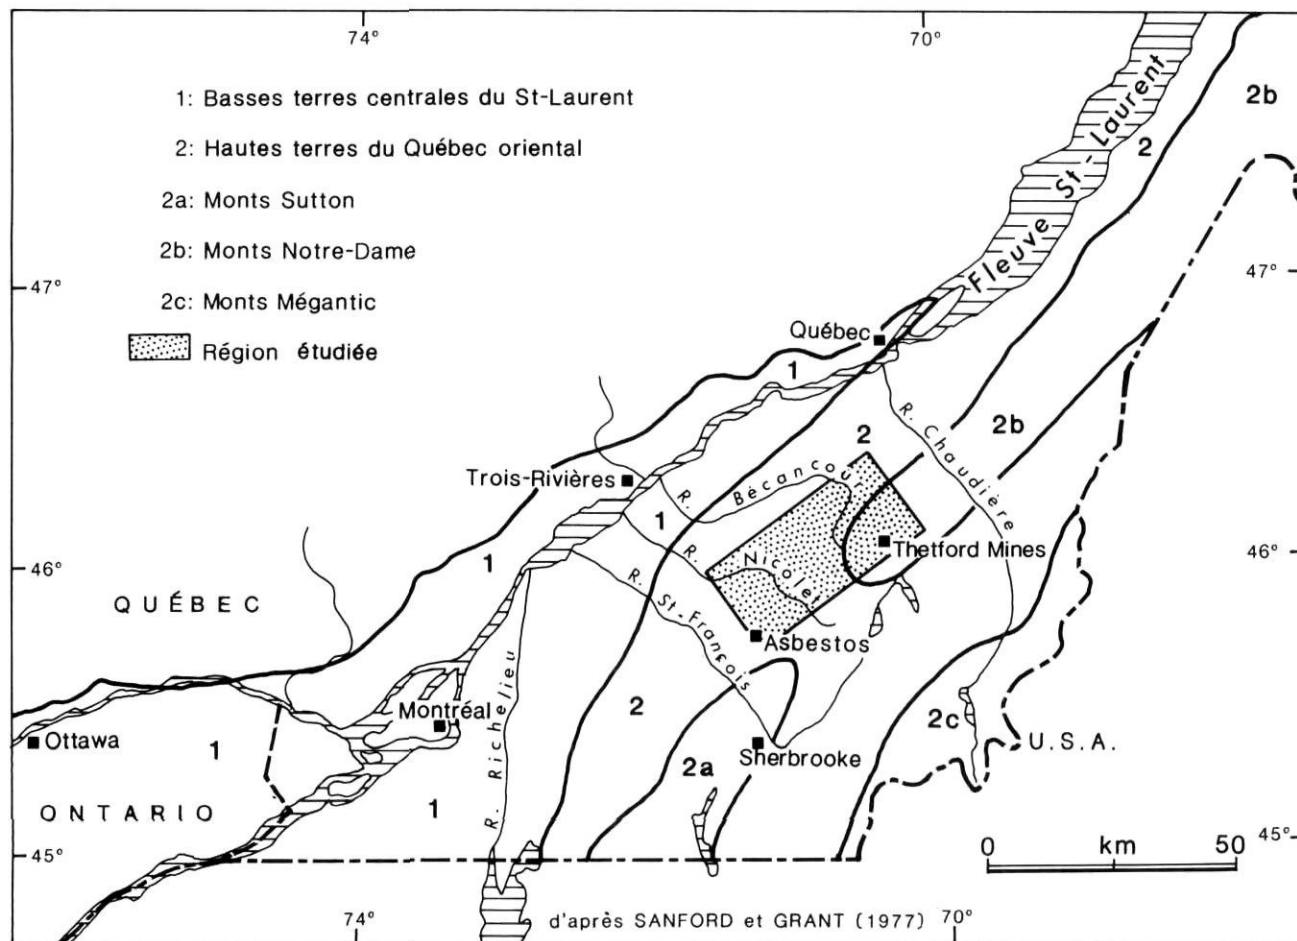 74°
70°
1: Basses terres centrales du St-Laurent
2: Hautes terres du Québec oriental
2a: Monts Sutton
2b: Monts Notre-Dame
2c: Monts Mégantic
Région étudiée
Fleuve St-Laurent
2b
2
47°
47°
Québec
1
2b
R. Chaudière
2
Trois-Rivières
R. Bécancour
1
Thetford Mines
R. Nicolet
46°
46°
1
QUÉBEC
R. St-François
Asbestos
R. Richelieu
2
Montréal
2c
Ottawa
1
U.S.A.
Sherbrooke
2a
ONTARIO
1
45°
45°
0 km 50
74°
d'après SANFORD et GRANT (1977)
70°